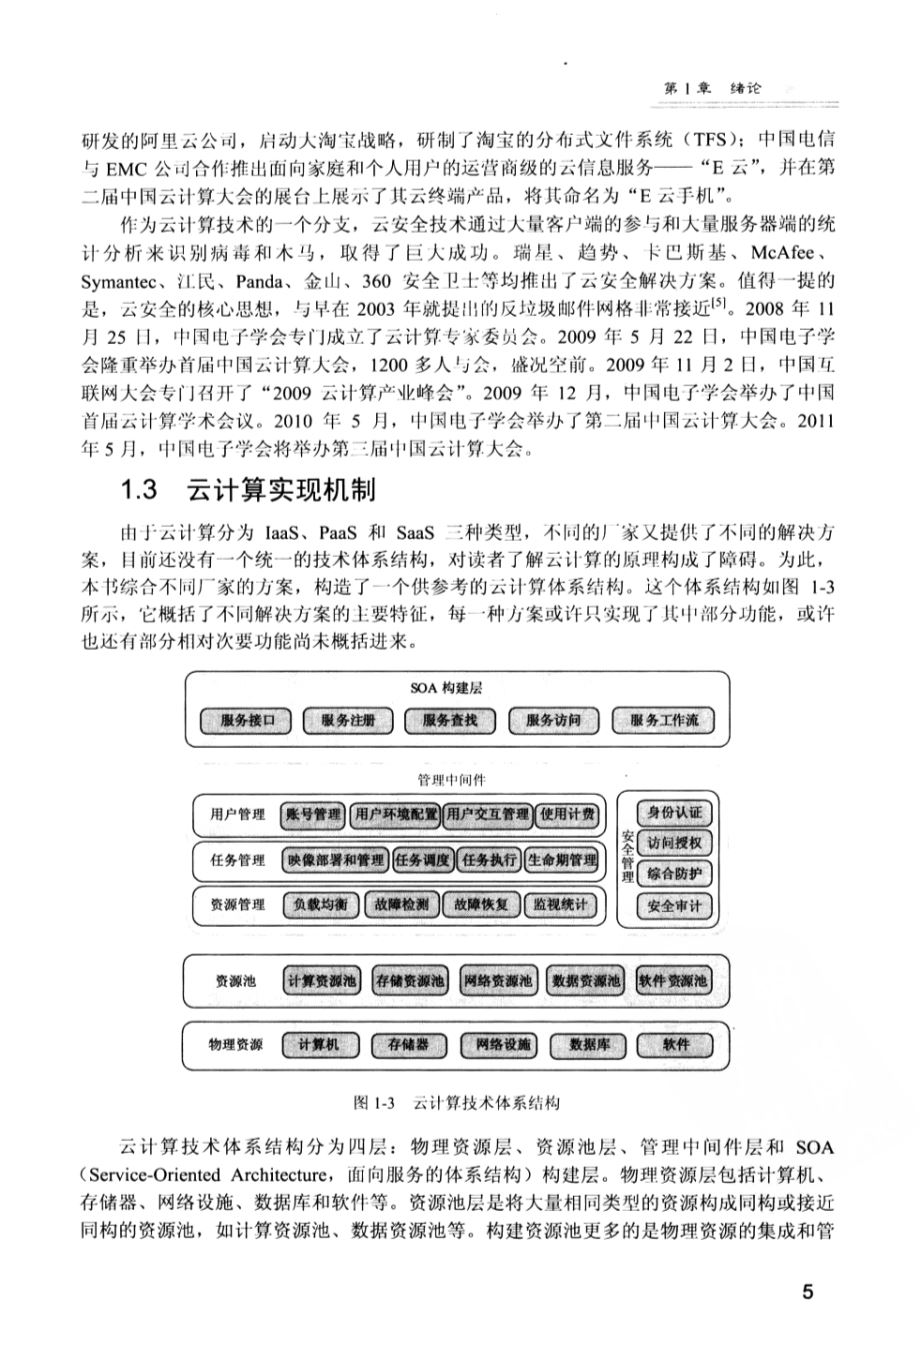 第1章 绪论
研发的阿里云公司，启动大淘宝战略，研制了淘宝的分布式文件系统（TFS）；中国电信
与 EMC 公司合作推出面向家庭和个人用户的运营商级的云信息服务——“E 云”，并在第
二届中国云计算大会的展台上展示了其云终端产品，将其命名为“E 云手机”。
作为云计算技术的一个分支，云安全技术通过大量客户端的参与和大量服务器端的统
计分析来识别病毒和木马，取得了巨大成功。瑞星、趋势、卡巴斯基、McAfee、
Symantec、江民、Panda、金山、360 安全卫士等均推出了云安全解决方案。值得一提的
是，云安全的核心思想，与早在 2003 年就提出的反垃圾邮件网格非常接近[5]。2008 年 11
月 25 日，中国电子学会专门成立了云计算专家委员会。2009 年 5 月 22 日，中国电子学
会隆重举办首届中国云计算大会，1200 多人与会，盛况空前。2009 年 11 月 2 日，中国互
联网大会专门召开了“2009 云计算产业峰会”。2009 年 12 月，中国电子学会举办了中国
首届云计算学术会议。2010 年 5 月，中国电子学会举办了第二届中国云计算大会。2011
年 5 月，中国电子学会将举办第三届中国云计算大会。
1.3 云计算实现机制
由于云计算分为 IaaS、PaaS 和 SaaS 三种类型，不同的厂家又提供了不同的解决方
案，目前还没有一个统一的技术体系结构，对读者了解云计算的原理构成了障碍。为此，
本书综合不同厂家的方案，构造了一个供参考的云计算体系结构。这个体系结构如图 1-3
所示，它概括了不同解决方案的主要特征，每一种方案或许只实现了其中部分功能，或许
也还有部分相对次要功能尚未概括进来。
SOA 构建层
服务接口 服务注册 服务查找 服务访问 服务工作流
管理中间件
用户管理 账号管理 用户环境配置 用户交互管理 使用计费
任务管理 映像部署和管理 任务调度 任务执行 生命期管理
资源管理 负载均衡 故障检测 故障恢复 监视统计
安全管理
身份认证
访问授权
综合防护
安全审计
资源池 计算资源池 存储资源池 网络资源池 数据资源池 软件资源池
物理资源 计算机 存储器 网络设施 数据库 软件
图 1-3 云计算技术体系结构
云计算技术体系结构分为四层：物理资源层、资源池层、管理中间件层和 SOA
（Service-Oriented Architecture，面向服务的体系结构）构建层。物理资源层包括计算机、
存储器、网络设施、数据库和软件等。资源池层是将大量相同类型的资源构成同构或接近
同构的资源池，如计算资源池、数据资源池等。构建资源池更多的是物理资源的集成和管
5